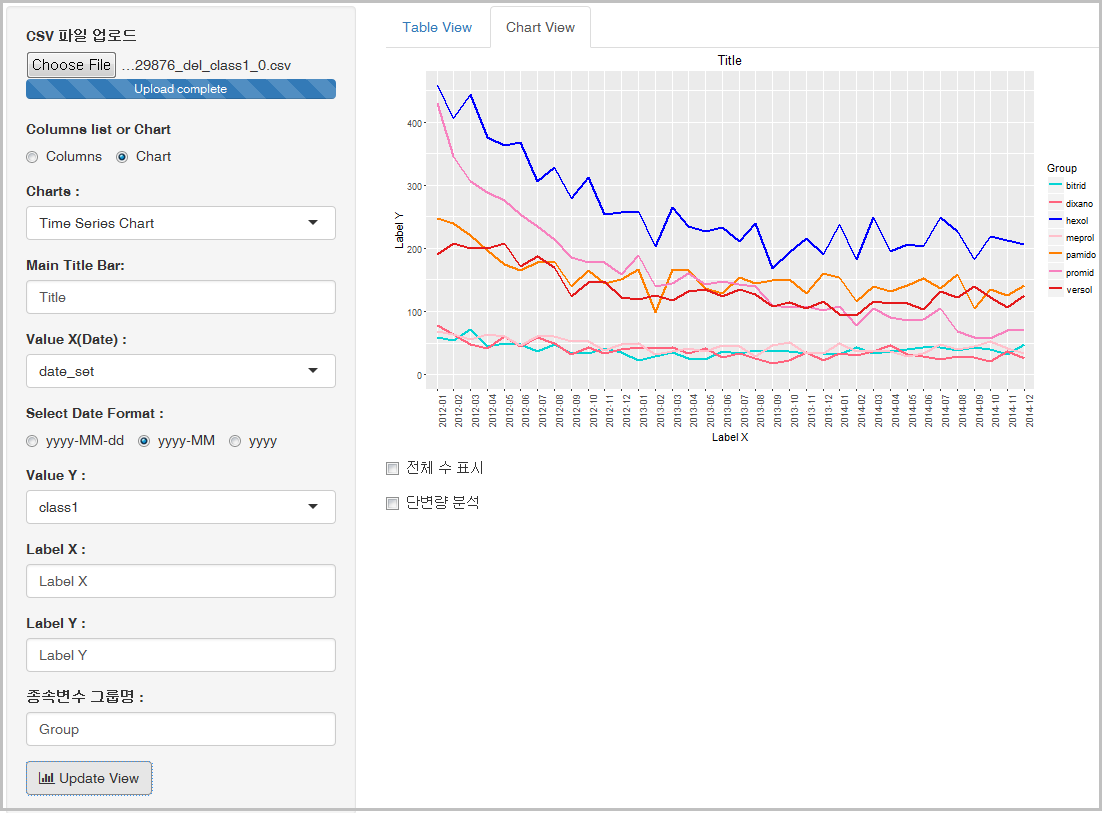 CSV 파일 업로드
Choose File ...29876_del_class1_0.csv
Upload complete
Columns list or Chart
Columns Chart
Charts :
Time Series Chart
Main Title Bar:
Title
Value X(Date) :
date_set
Select Date Format :
yyyy-MM-dd yyyy-MM yyyy
Value Y :
class1
Label X :
Label X
Label Y :
Label Y
종속변수 그룹명 :
Group
Update View
Table View Chart View
Title
Label Y
400
300
200
100
0
2012-01
2012-02
2012-03
2012-04
2012-05
2012-06
2012-07
2012-08
2012-09
2012-10
2012-11
2012-12
2013-01
2013-02
2013-03
2013-04
2013-05
2013-06
2013-07
2013-08
2013-09
2013-10
2013-11
2013-12
2014-01
2014-02
2014-03
2014-04
2014-05
2014-06
2014-07
2014-08
2014-09
2014-10
2014-11
2014-12
Label X
Group
bitrid
dixano
hexol
meprol
pamido
promid
versol
전체 수 표시
단변량 분석